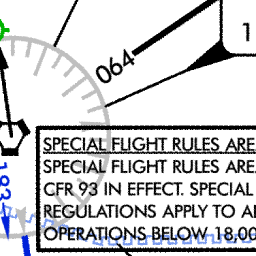 1
064
SPECIAL FLIGHT RULES ARE
SPECIAL FLIGHT RULES ARE
CFR 93 IN EFFECT. SPECIAL
REGULATIONS APPLY TO
OPERATIONS BELOW 18,00
193